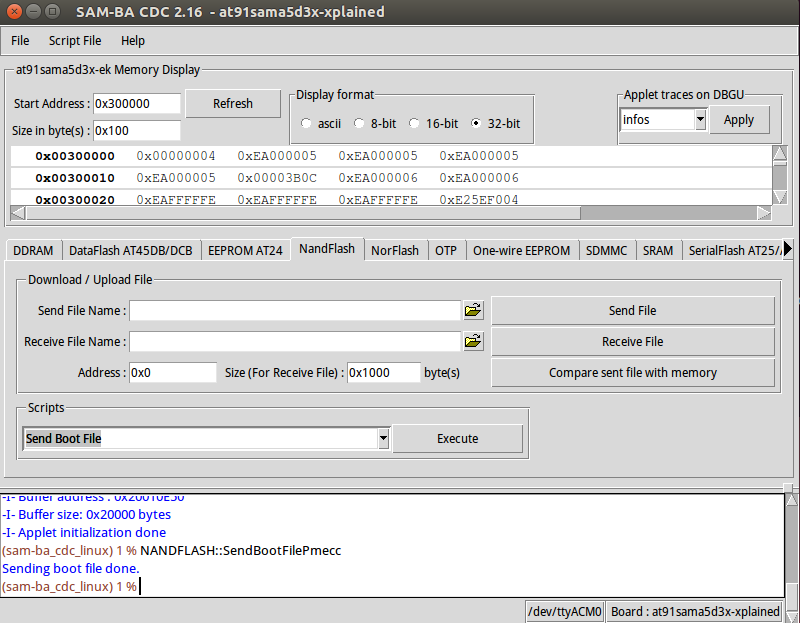 SAM-BA CDC 2.16 - at91sama5d3x-xplained
File Script File Help
at91sama5d3x-ek Memory Display
Start Address : 0x300000 Refresh
Size in byte(s) : 0x100
Display format
ascii 8-bit 16-bit 32-bit
Applet traces on DBGU
infos Apply
0x00300000 0x00000004 0xEA000005 0xEA000005 0xEA000005
0x00300010 0xEA000005 0x00003B0C 0xEA000006 0xEA000006
0x00300020 0xEAFFFFFE 0xEAFFFFFE 0xEAFFFFFE 0xE25EF004
DDRAM DataFlash AT45DB/DCB EEPROM AT24 NandFlash NorFlash OTP One-wire EEPROM SDMMC SRAM SerialFlash AT25/
Download / Upload File
Send File Name : Send File
Receive File Name : Receive File
Address : 0x0 Size (For Receive File) : 0x1000 byte(s) Compare sent file with memory
Scripts
Send Boot File Execute
-I- Buffer address : 0x20010E50
-I- Buffer size: 0x20000 bytes
-I- Applet initialization done
(sam-ba_cdc_linux) 1 % NANDFLASH::SendBootFilePmecc
Sending boot file done.
(sam-ba_cdc_linux) 1 %
/dev/ttyACM0 Board : at91sama5d3x-xplained